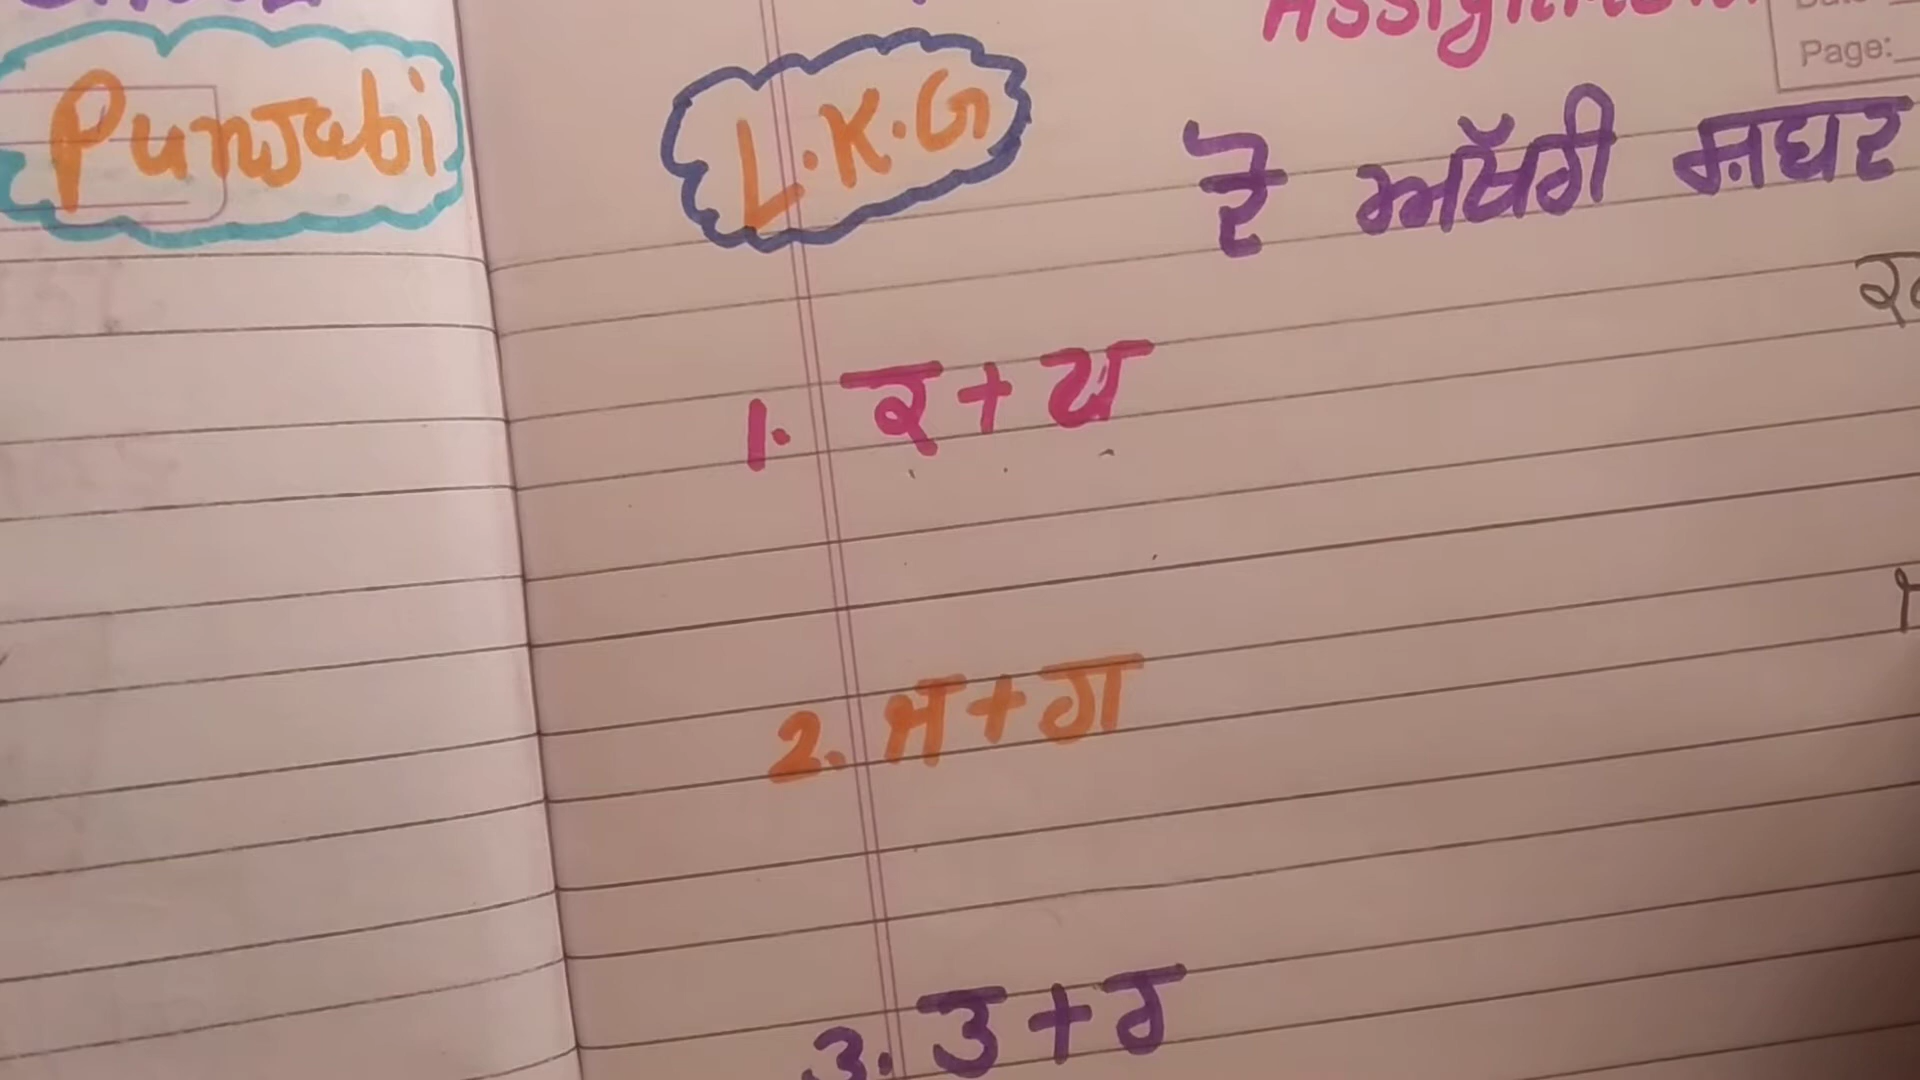 Punjabi
L.K.G
Page:
ਦੋ ਅੱਖਰੀ ਸ਼ਬਦ
1. ਕ + ਖ
2. ਜ + ਗ
3. ਤ + ਰ